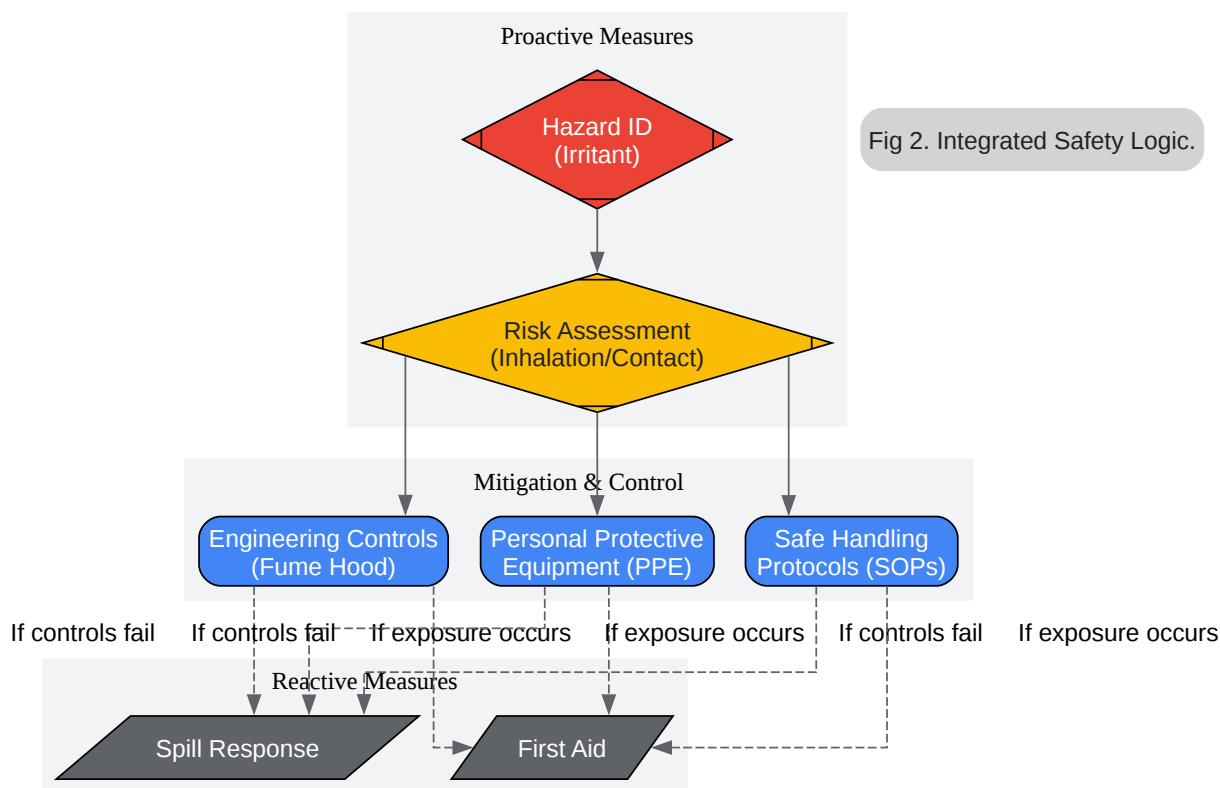 Proactive Measures
Hazard ID
(Irritant)
Fig 2. Integrated Safety Logic.
Risk Assessment
(Inhalation/Contact)
Mitigation & Control
Engineering Controls
(Fume Hood)
Personal Protective
Equipment (PPE)
Safe Handling
Protocols (SOPs)
If controls fail
If controls fail
If exposure occurs
If exposure occurs
If controls fail
If exposure occurs
Reactive Measures
Spill Response
First Aid